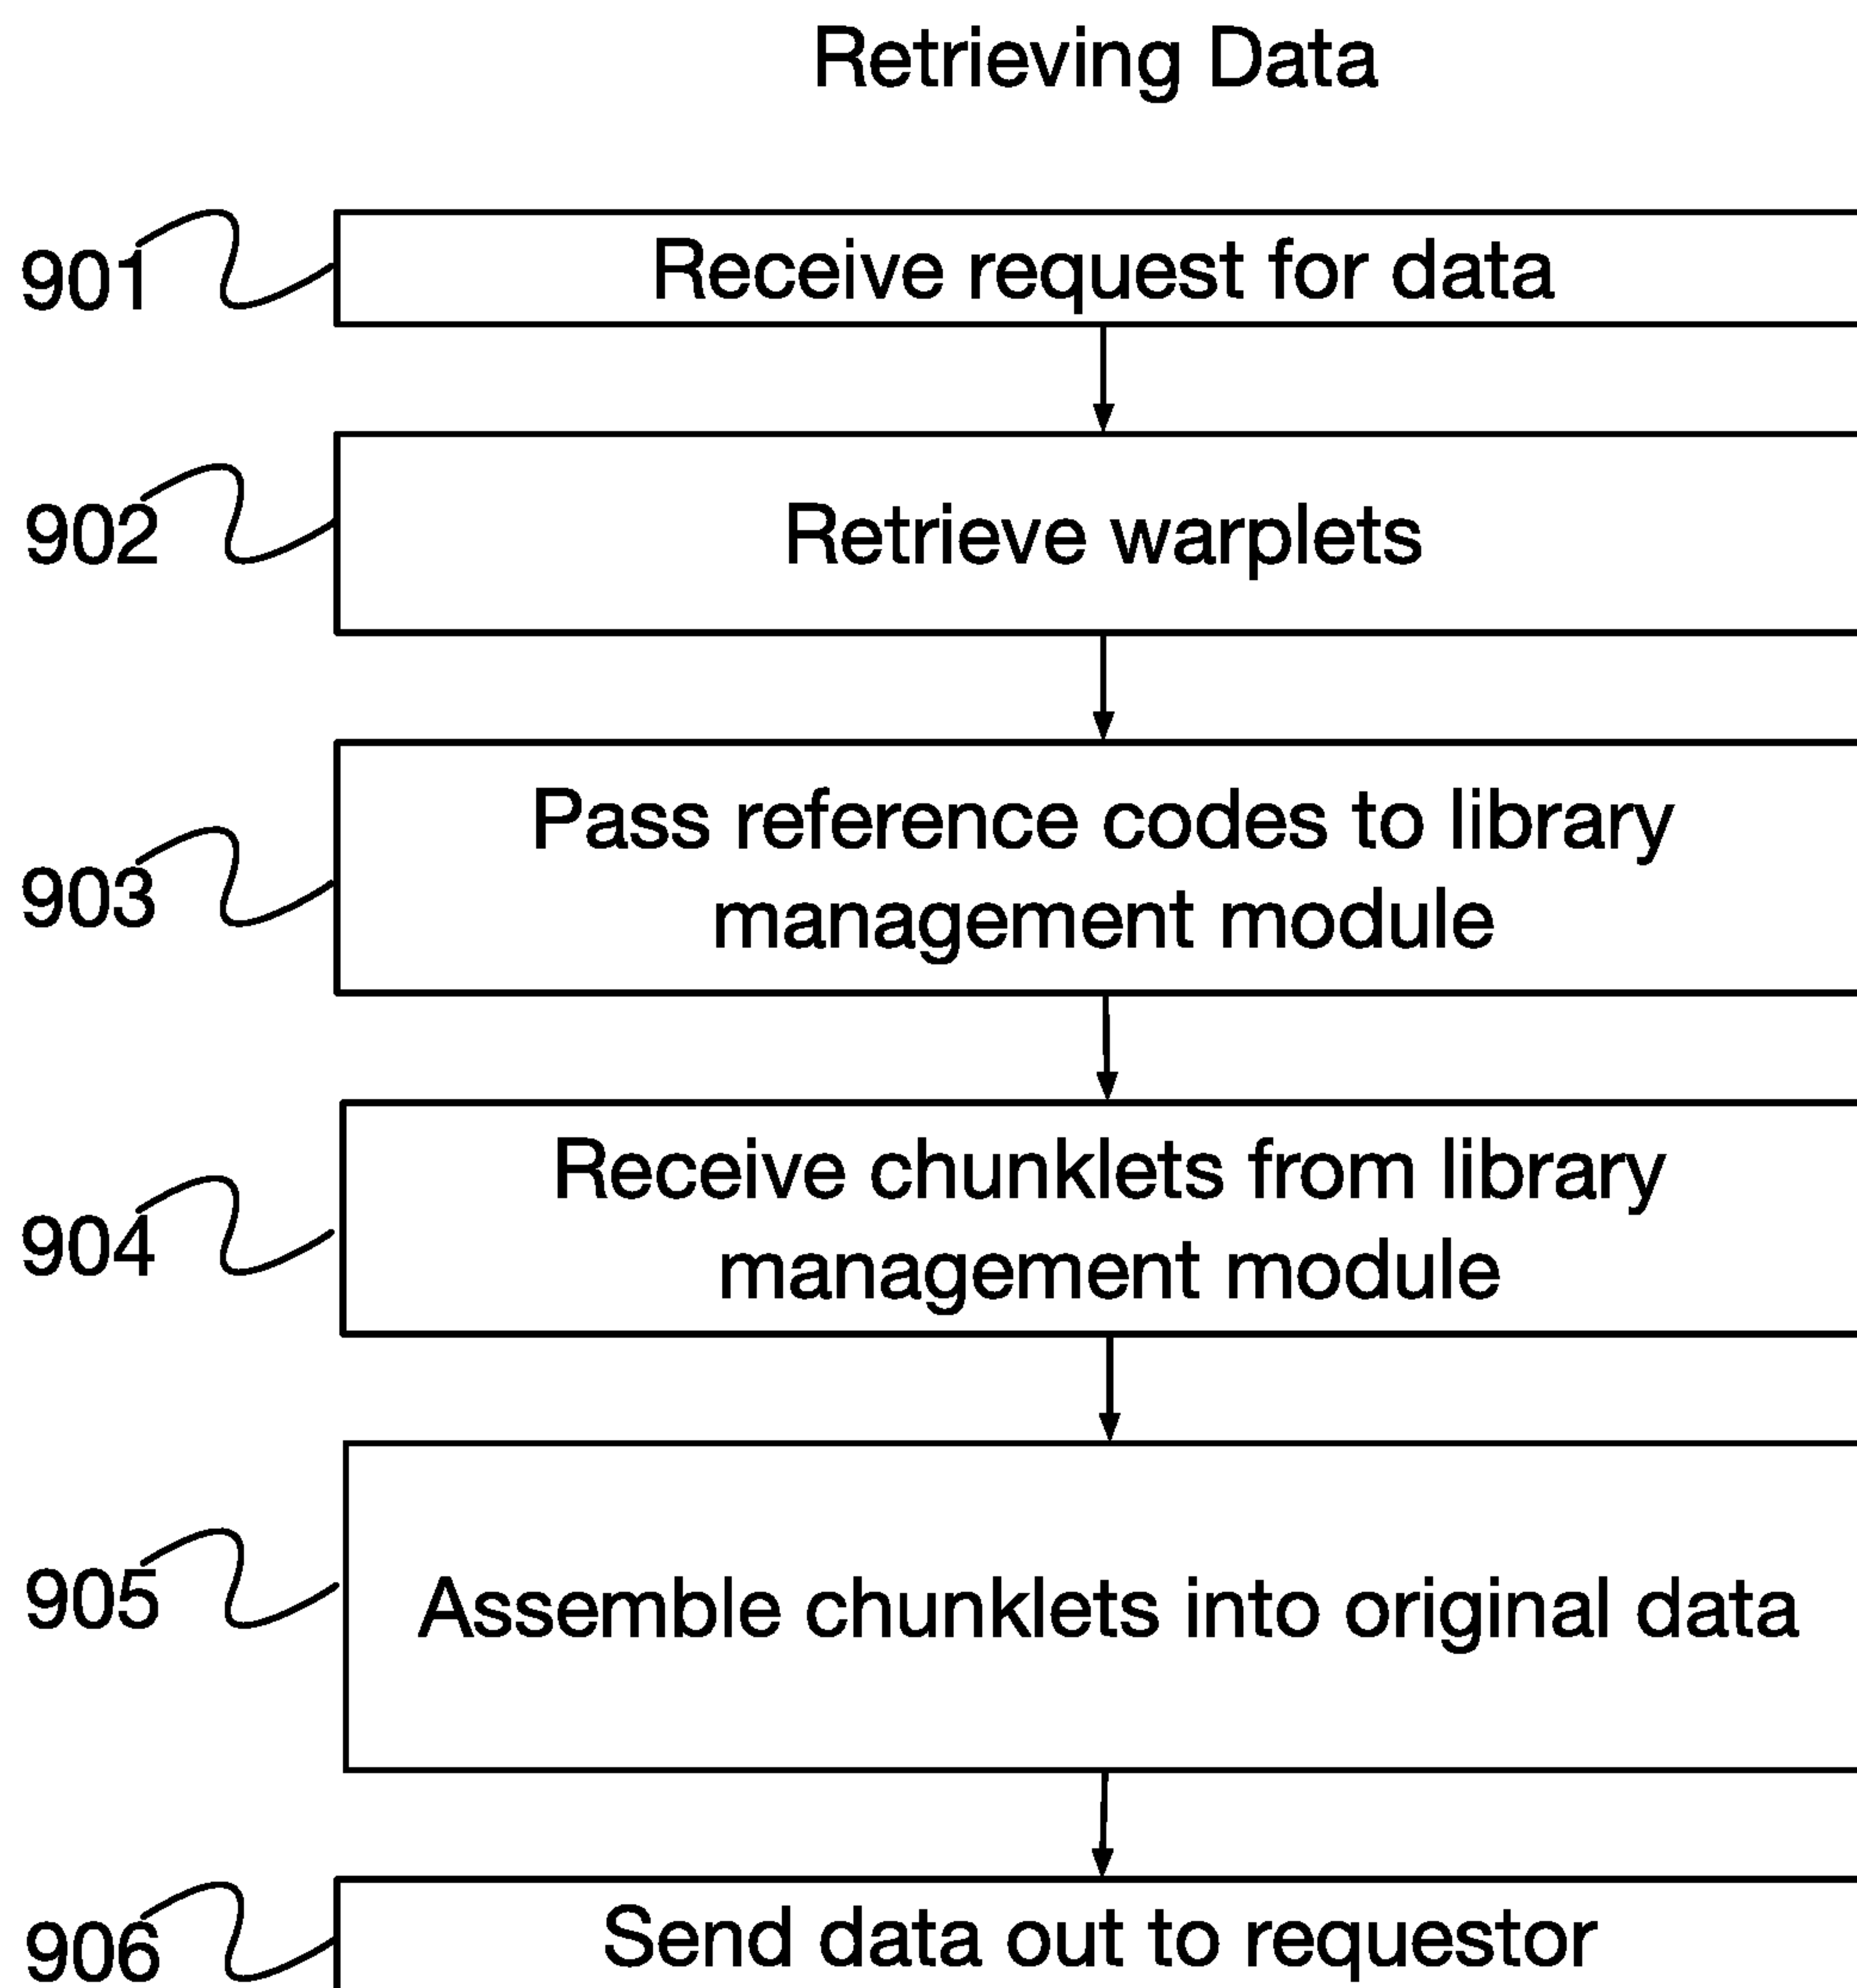 Retrieving Data
901
Receive request for data
902
Retrieve warplets
Pass reference codes to library
903
management module
Receive chunklets from library
904
management module
905
Assemble chunklets into original data
906
Send data out to requestor